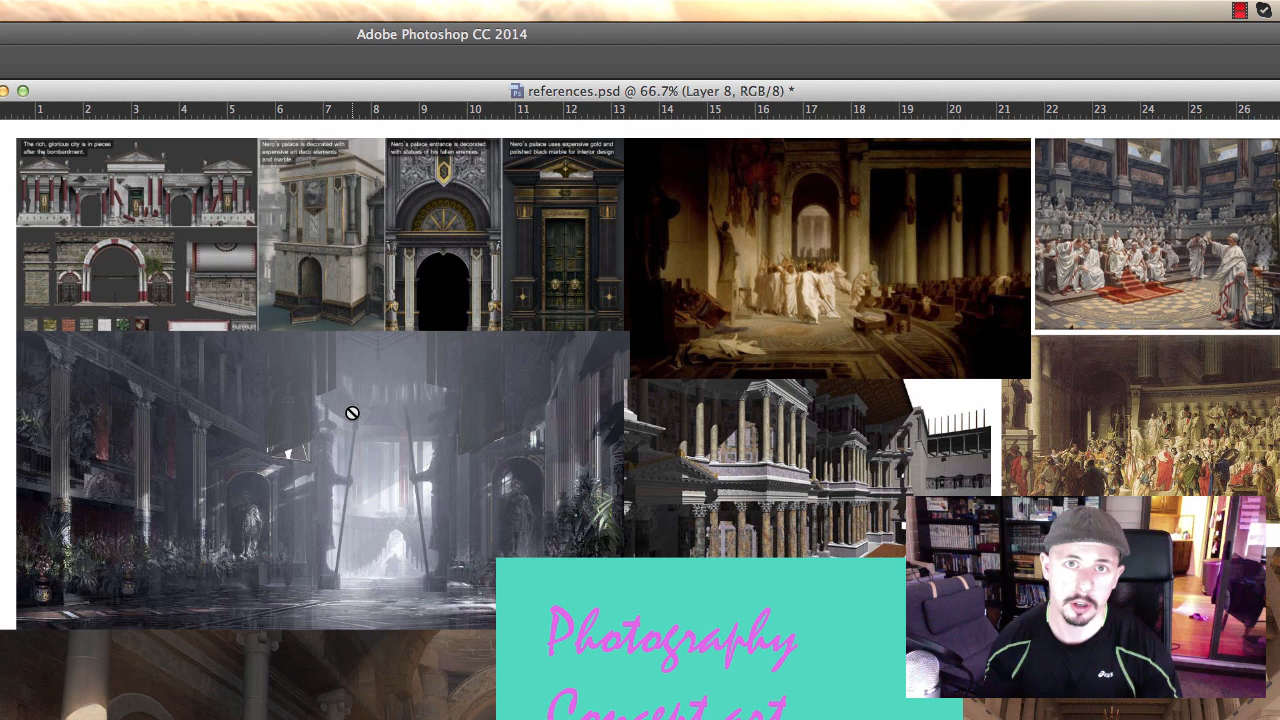 Adobe Photoshop CC 2014
references.psd @ 66.7% (Layer 8, RGB/8) *
1 2 3 4 5 6 7 8 9 10 11 12 13 14 15 16 17 18 19 20 21 22 23 24 25 26
The rich, glorious city is in pieces
after the bombardment.
Nero's palace is decorated with
expensive art deco elements
and marble.
Nero's palace entrance is decorated
with statues of his fallen enemies.
Nero's palace uses expensive gold and
polished black marble for interior design
Photography
Concept art